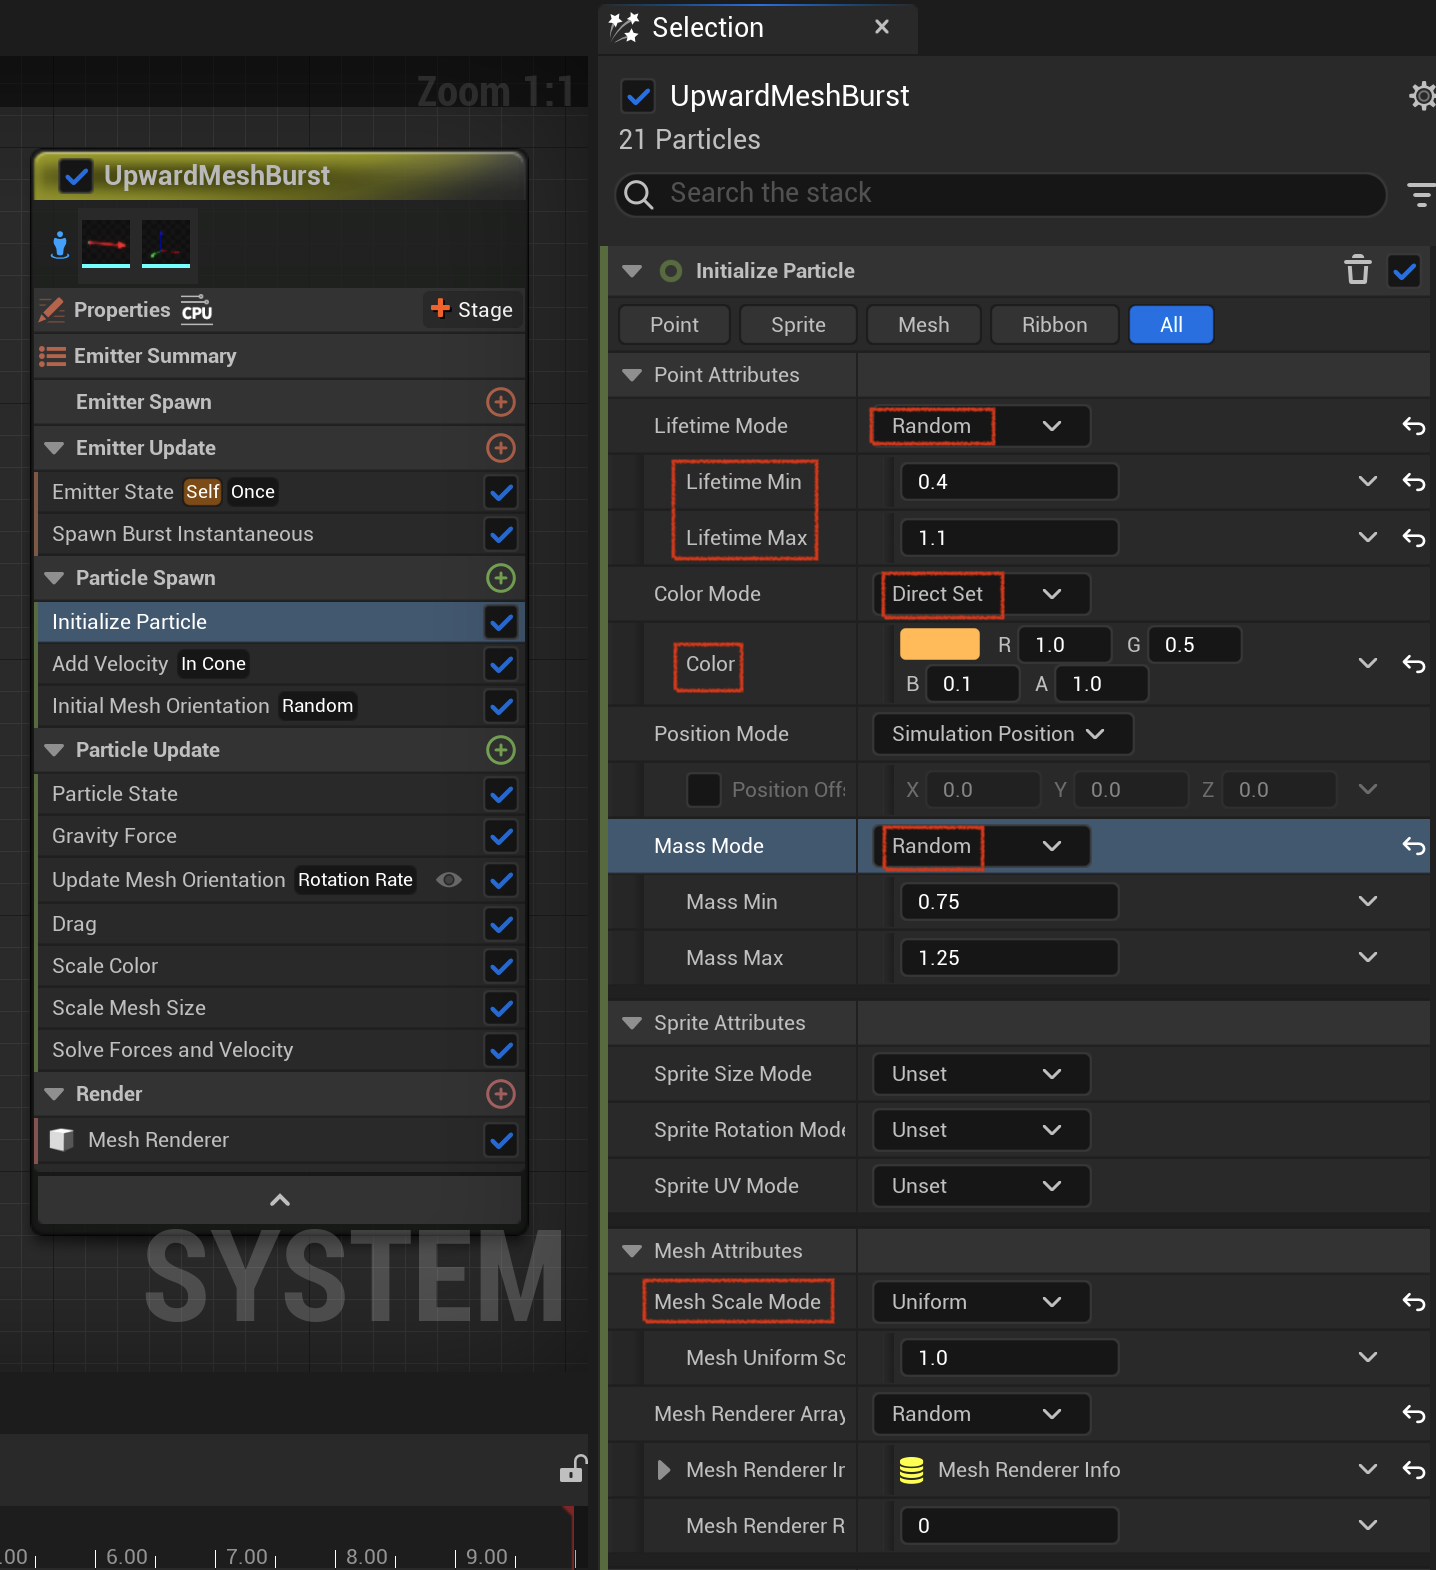 Zoom 1:1
UpwardMeshBurst
Properties CPU Stage
Emitter Summary
Emitter Spawn
Emitter Update
Emitter State Self Once
Spawn Burst Instantaneous
Particle Spawn
Initialize Particle
Add Velocity In Cone
Initial Mesh Orientation Random
Particle Update
Particle State
Gravity Force
Update Mesh Orientation Rotation Rate
Drag
Scale Color
Scale Mesh Size
Solve Forces and Velocity
Render
Mesh Renderer
SYSTEM
.00 6.00 7.00 8.00 9.00
Selection
UpwardMeshBurst
21 Particles
Search the stack
Initialize Particle
Point Sprite Mesh Ribbon All
Point Attributes
Lifetime Mode Random
Lifetime Min 0.4
Lifetime Max 1.1
Color Mode Direct Set
Color R 1.0 G 0.5
B 0.1 A 1.0
Position Mode Simulation Position
Position Offs X 0.0 Y 0.0 Z 0.0
Mass Mode Random
Mass Min 0.75
Mass Max 1.25
Sprite Attributes
Sprite Size Mode Unset
Sprite Rotation Mode Unset
Sprite UV Mode Unset
Mesh Attributes
Mesh Scale Mode Uniform
Mesh Uniform Sc 1.0
Mesh Renderer Array Random
Mesh Renderer In Mesh Renderer Info
Mesh Renderer R 0